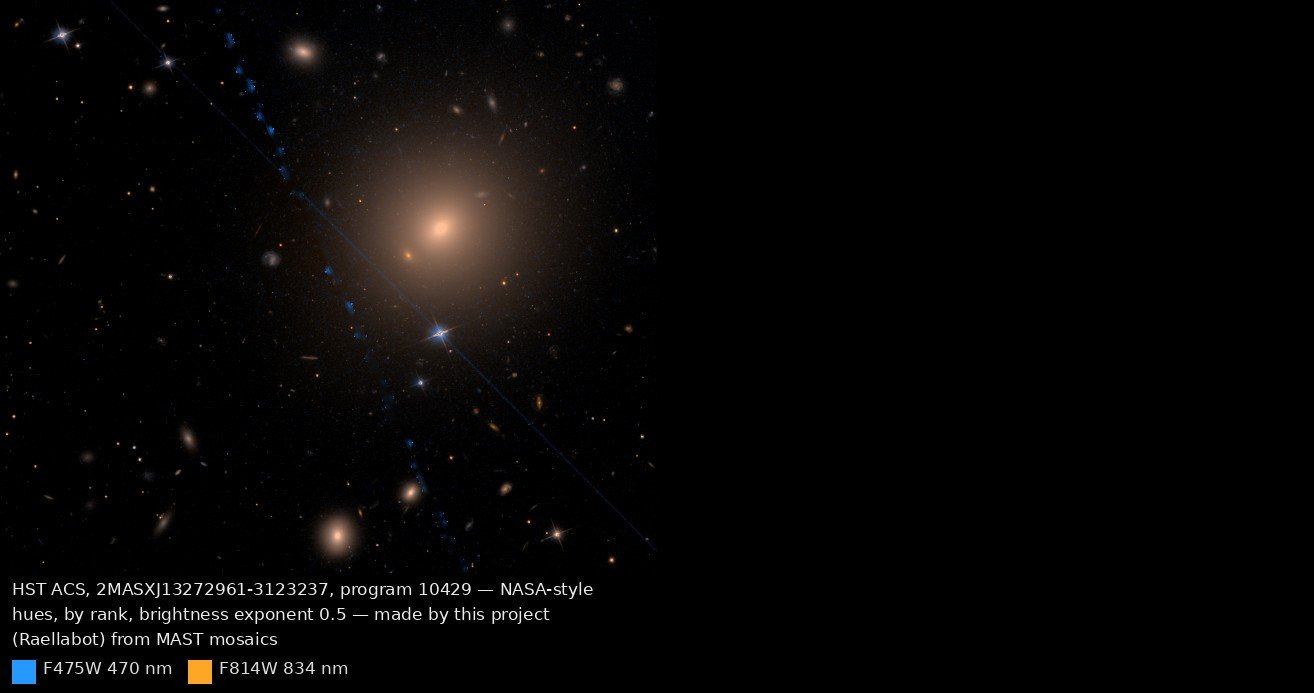 HST ACS, 2MASXJ13272961-3123237, program 10429 — NASA-style
hues, by rank, brightness exponent 0.5 — made by this project
(Raellabot) from MAST mosaics
F475W 470 nm F814W 834 nm